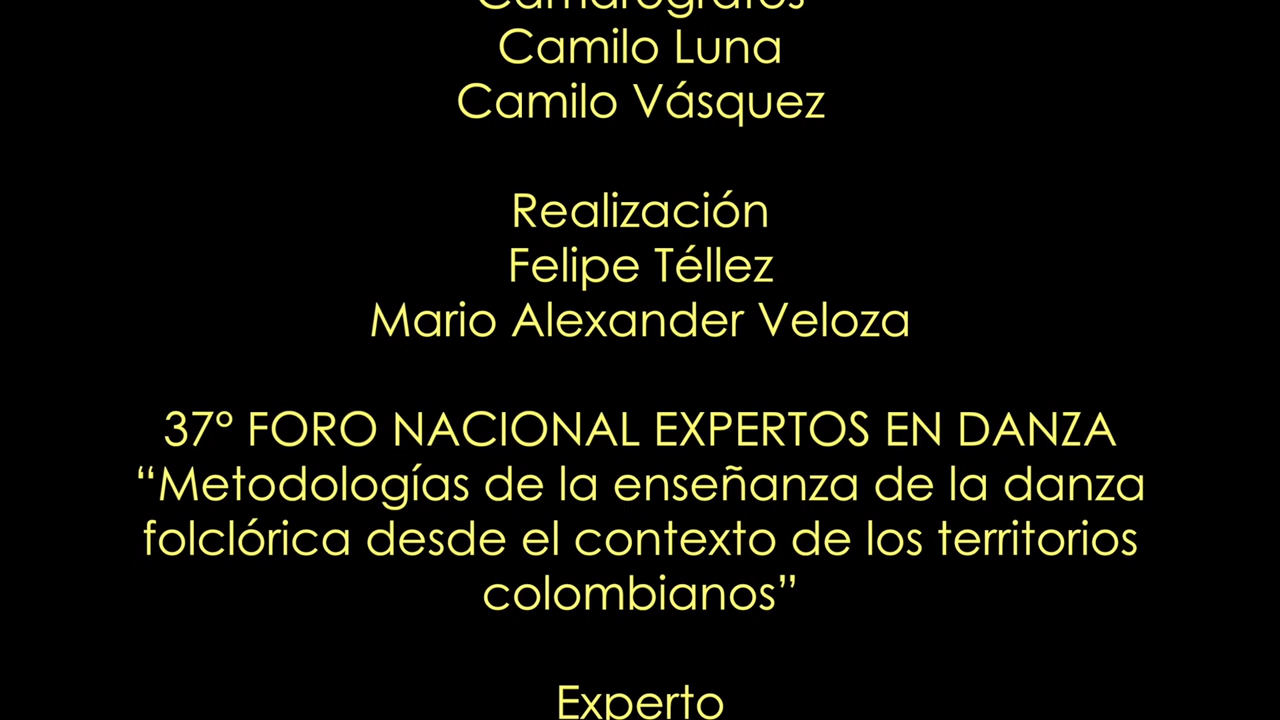 Camarógrafos
Camilo Luna
Camilo Vásquez
Realización
Felipe Téllez
Mario Alexander Veloza
37° FORO NACIONAL EXPERTOS EN DANZA
“Metodologías de la enseñanza de la danza
folclórica desde el contexto de los territorios
colombianos”
Experto